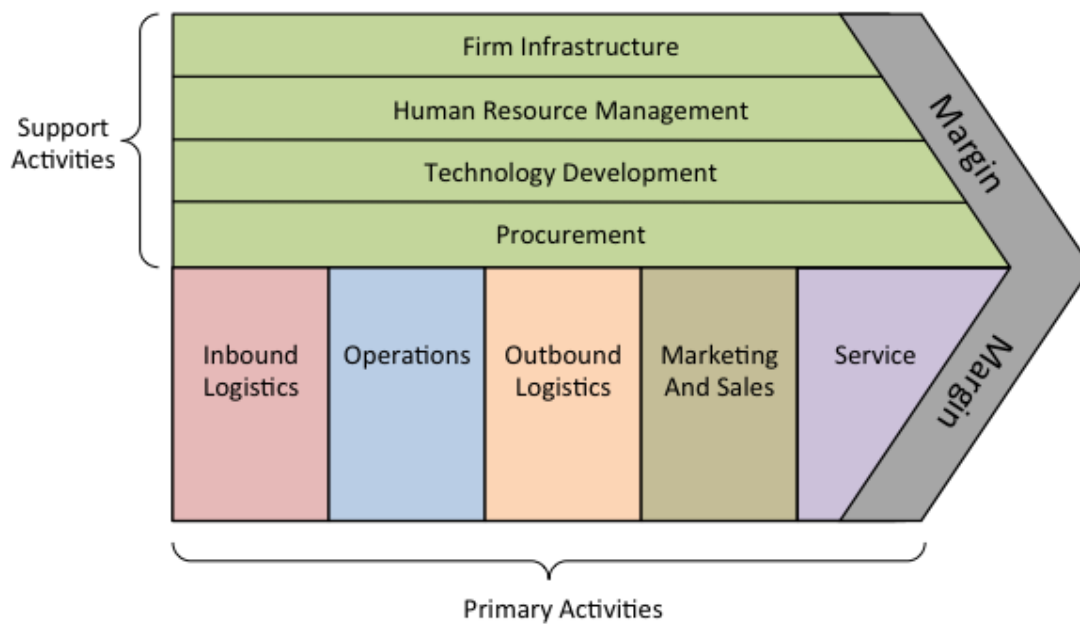 Firm Infrastructure
Human Resource Management
Technology Development
Procurement
Support
Activities
Margin
Inbound
Logistics
Operations
Outbound
Logistics
Marketing
And Sales
Service
Margin
Primary Activities